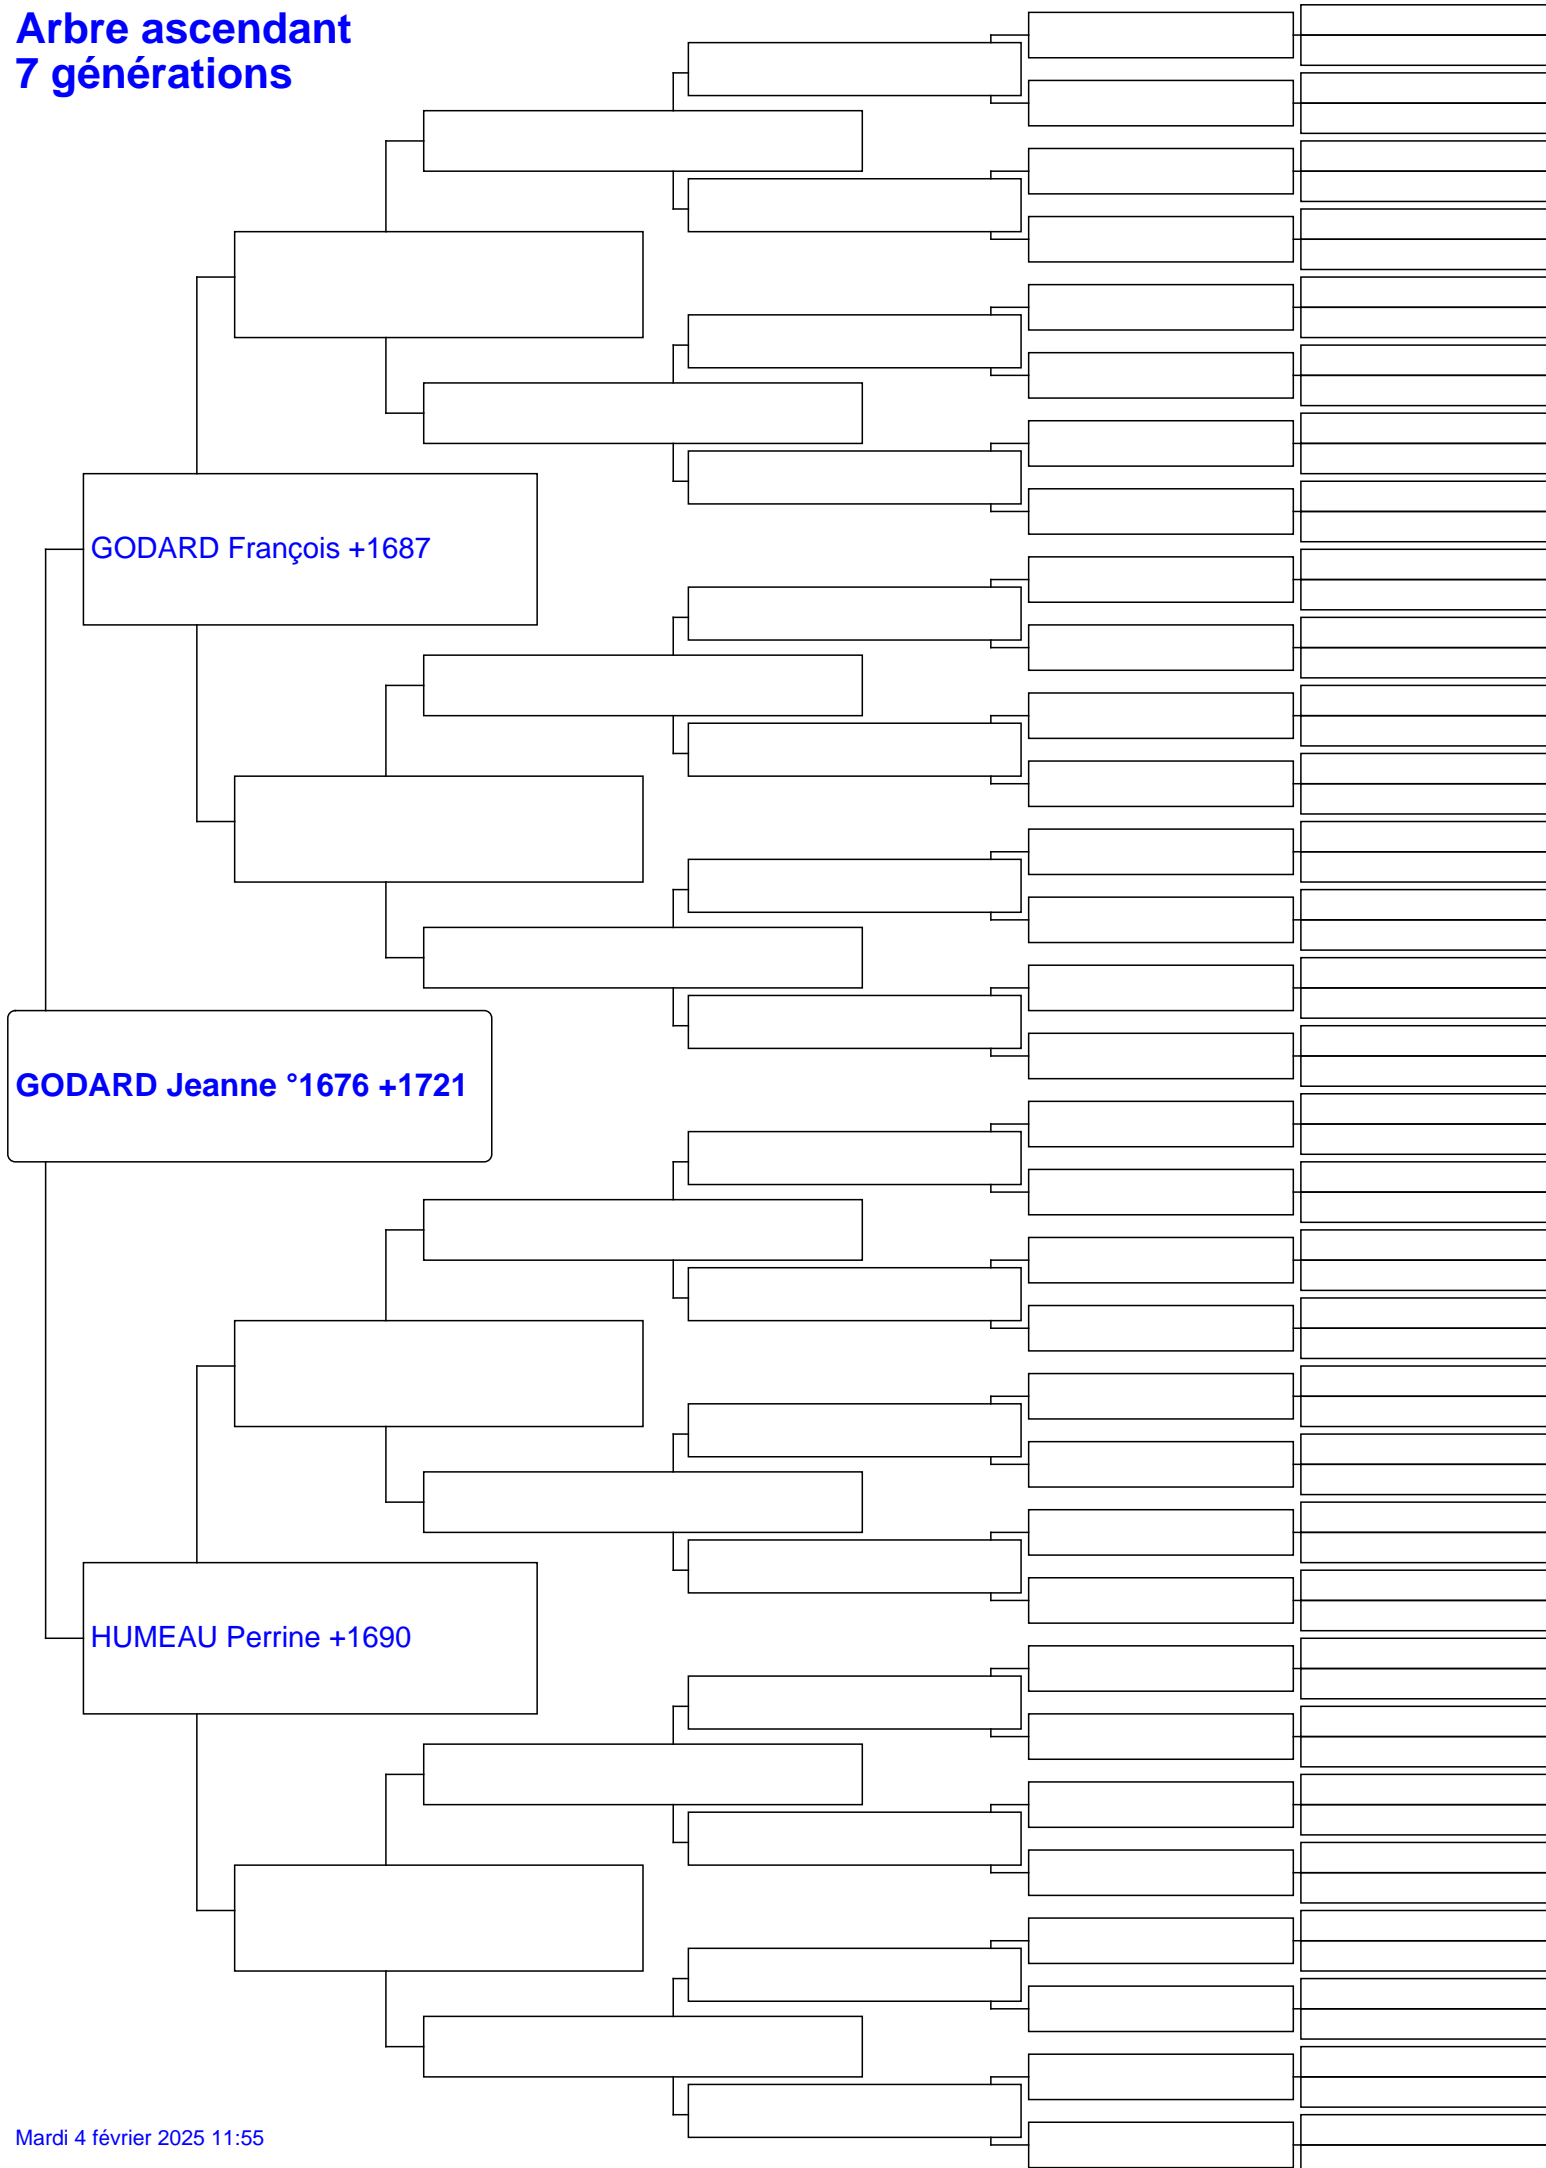 Arbre ascendant
7 générations
GODARD François +1687
GODARD Jeanne °1676 +1721
HUMEAU Perrine +1690
Mardi 4 février 2025 11:55